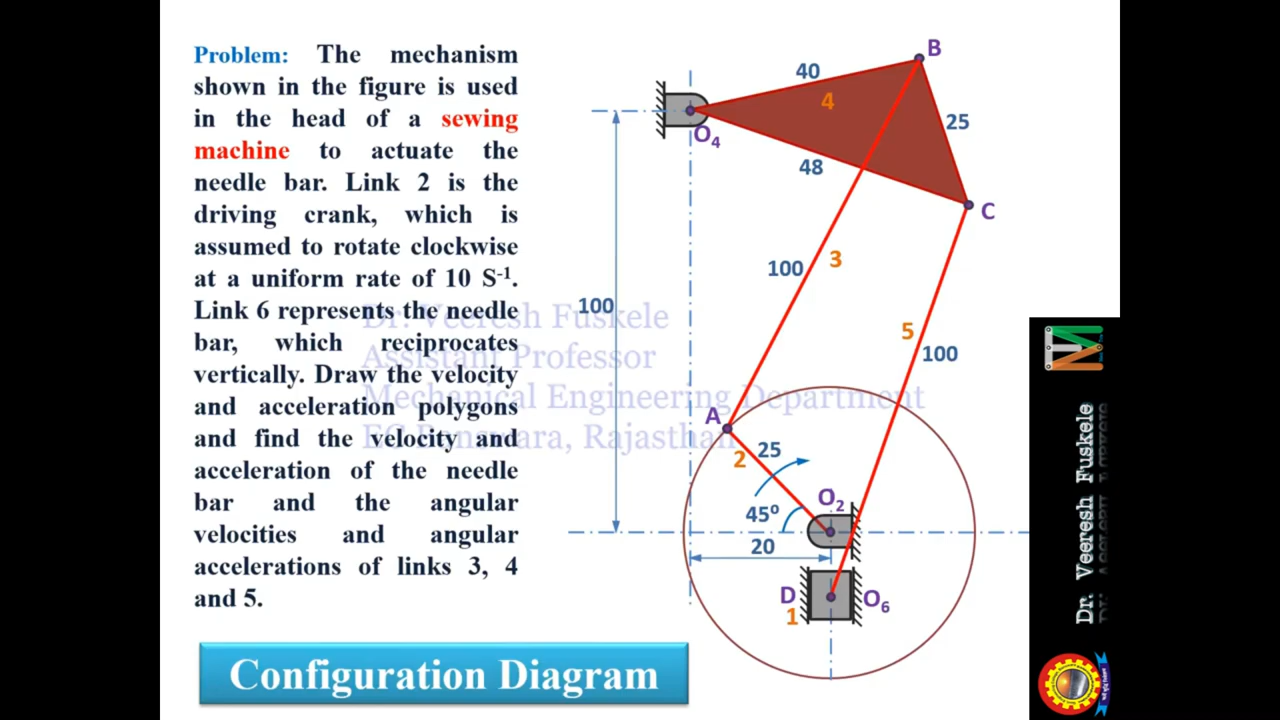 Problem: The mechanism
shown in the figure is used
in the head of a sewing
machine to actuate the
needle bar. Link 2 is the
driving crank, which is
assumed to rotate clockwise
at a uniform rate of 10 S⁻¹.
Link 6 represents the needle
bar, which reciprocates
vertically. Draw the velocity
and acceleration polygons
and find the velocity and
acceleration of the needle
bar and the angular
velocities and angular
accelerations of links 3, 4
and 5.
Configuration Diagram
B
40
4
25
O₄
48
C
100
3
100
5
100
A
2
25
O₂
45º
20
D
O₆
1
Dr. Veeresh Fuskele
Assistant Professor
Mechanical Engineering Department
EC Banswara, Rajasthan
Dr. Veeresh Fuskele